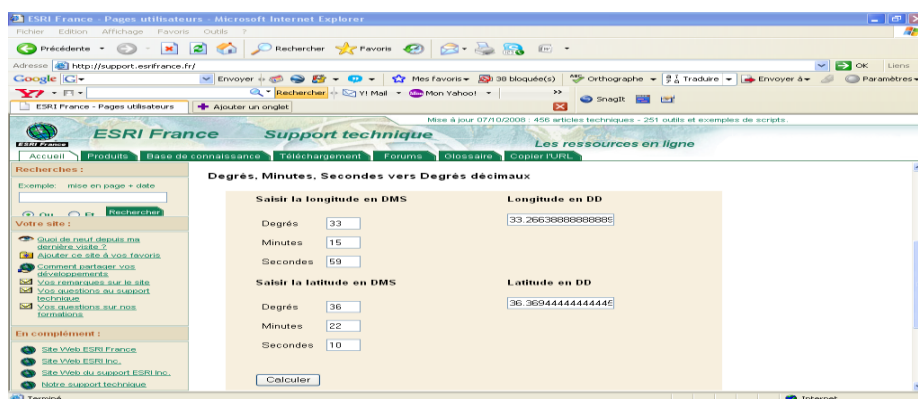 ESRI France - Pages utilisateurs - Microsoft Internet Explorer
Fichier Edition Affichage Favoris Outils ?
Précédente Rechercher Favoris
Adresse http://support.esrifrance.fr/ OK Liens
Google G Envoyer Mes favoris 38 bloqué(s) Orthographe Traduire Envoyer à Paramètres
Y! Rechercher Y! Mail Mon Yahoo! >> SnagIt
ESRI France - Pages utilisateurs Ajouter un onglet
Mise à jour 07/10/2008 : 456 articles techniques - 251 outils et exemples de scripts.
ESRI France
ESRI France Support technique
Les ressources en ligne
Accueil Produits Base de connaissance Téléchargement Forums Glossaire Copier l'URL
Recherches :
Exemple: mise en page + date
Ou Et Rechercher
Votre site :
Quoi de neuf depuis ma
dernière visite ?
Ajouter ce site à vos favoris
Comment partager vos
développements
Vos remarques sur le site
Vos questions au support
technique
Vos questions sur nos
formations
En complément :
Site Web ESRI France
Site Web ESRI Inc.
Site Web du support ESRI Inc.
Notre support technique
Degrés, Minutes, Secondes vers Degrés décimaux
Saisir la longitude en DMS Longitude en DD
Degrés 33 33.26638888888889
Minutes 15
Secondes 59
Saisir la latitude en DMS Latitude en DD
Degrés 36 36.3694444444445
Minutes 22
Secondes 10
Calculer
Terminé Internet